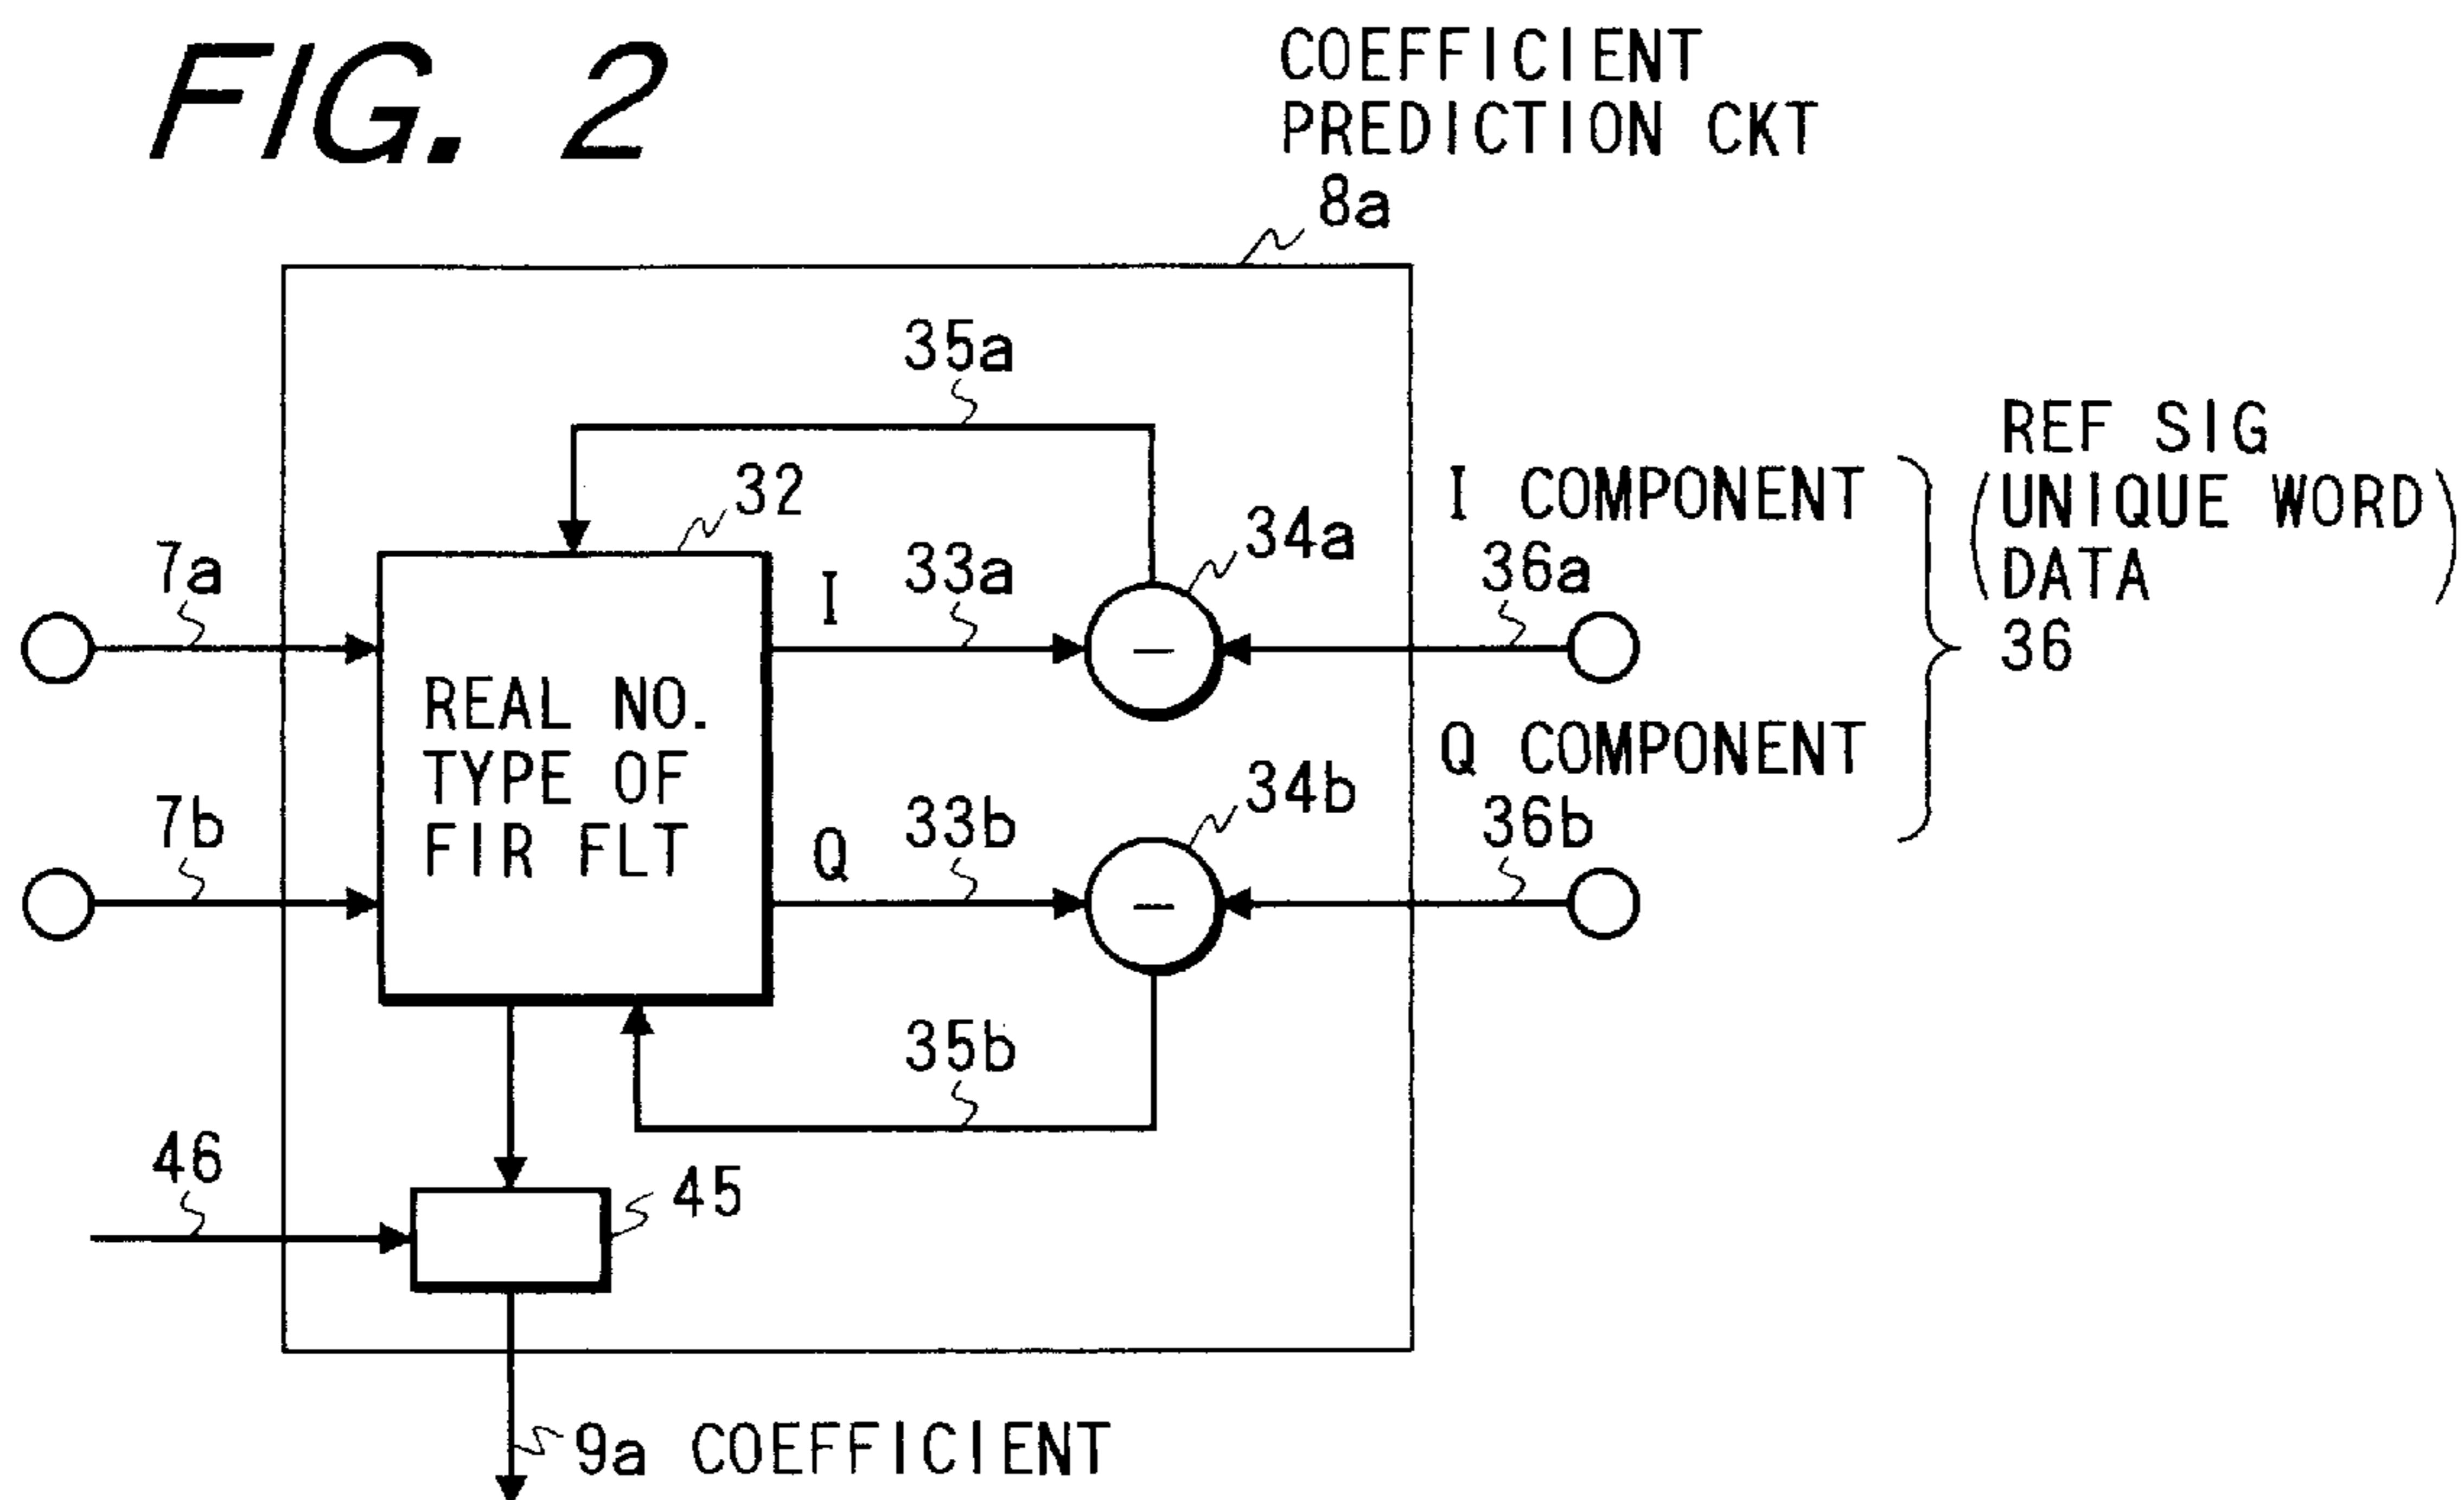 FIG. 2
COEFFICIENT
PREDICTION CKT
8a
35a
REF SIG
(UNIQUE WORD)
DATA
36
32
I COMPONENT
34a
7a
I
33a
36a
REAL NO.
TYPE OF
FIR FLT
Q COMPONENT
34b
7b
Q
33b
36b
35b
46
45
9a COEFFICIENT